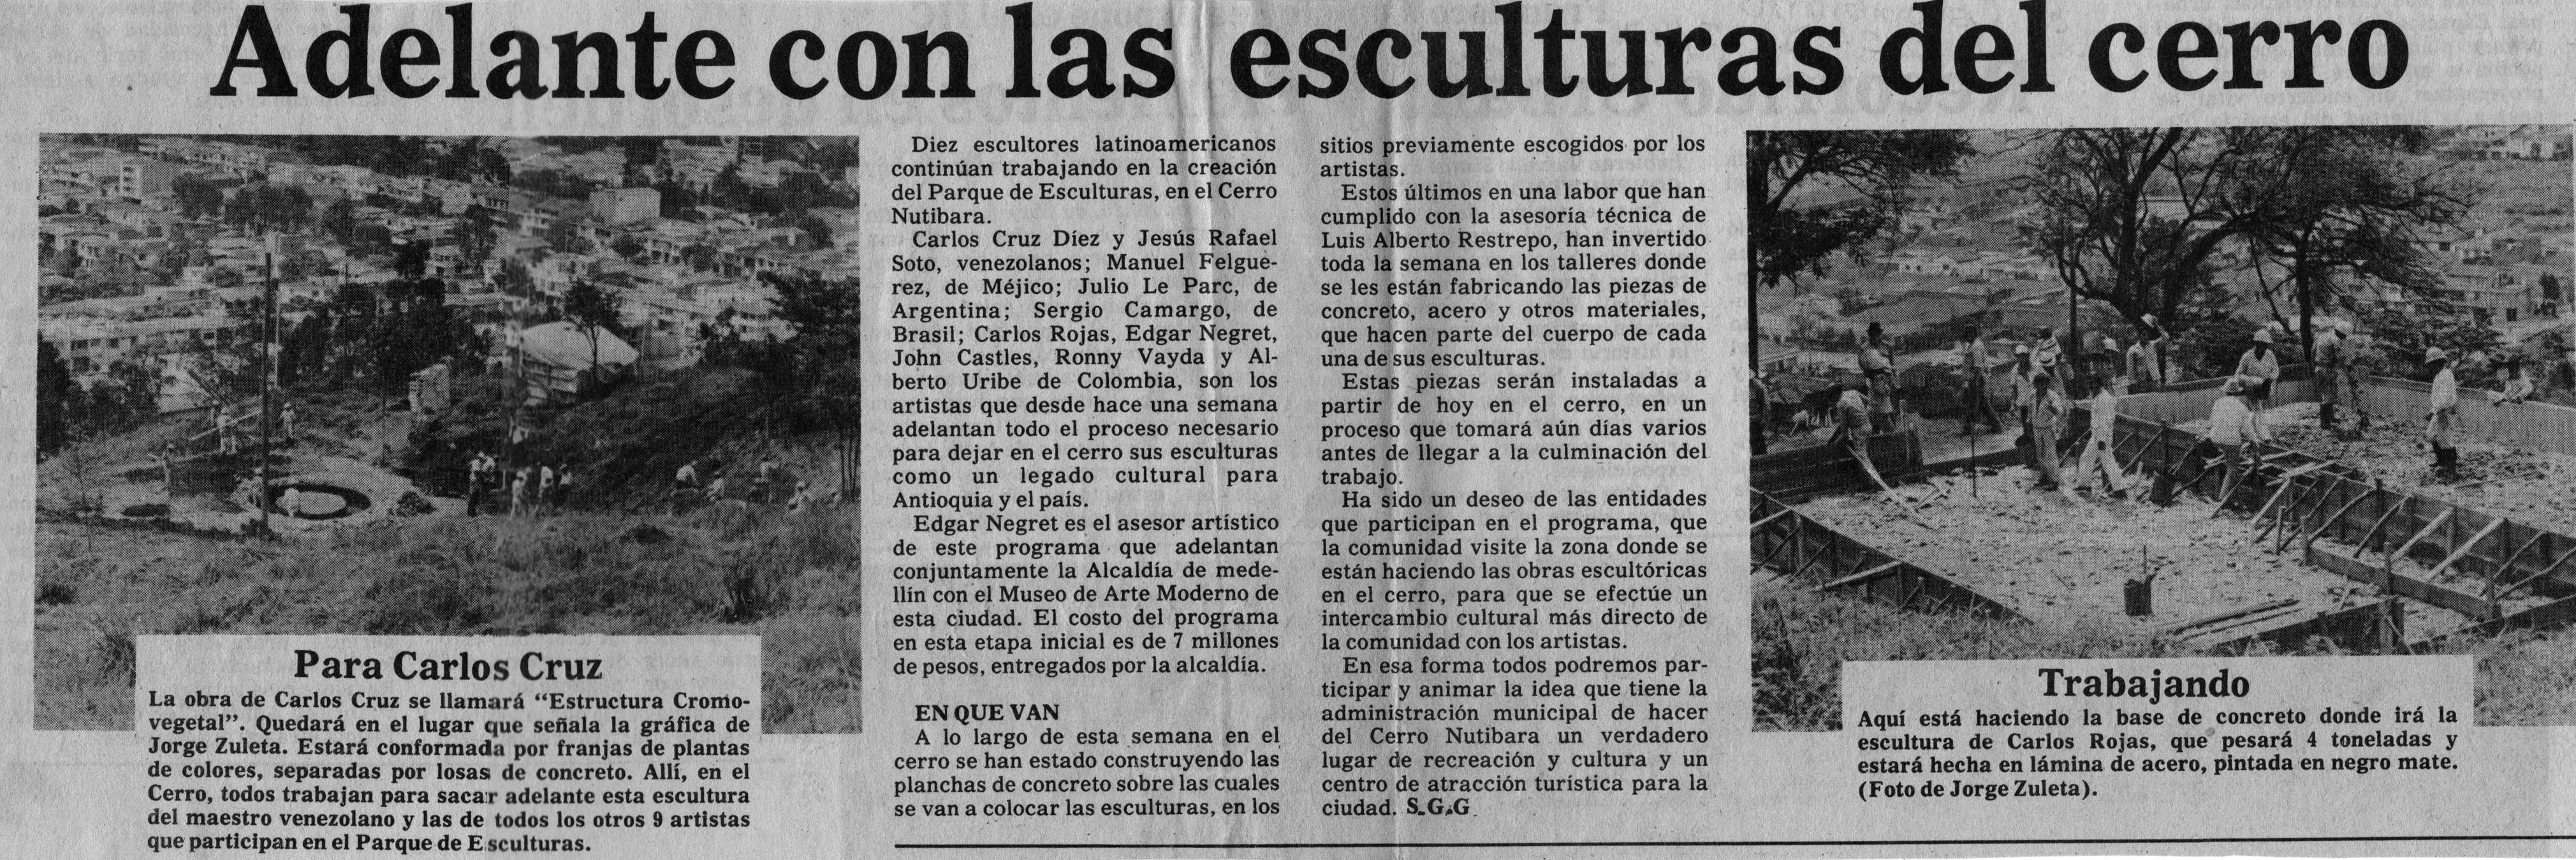 Adelante con las esculturas del cerro
Para Carlos Cruz
La obra de Carlos Cruz se llamará "Estructura Cromo-
vegetal". Quedará en el lugar que señala la gráfica de
Jorge Zuleta. Estará conformada por franjas de plantas
de colores, separadas por losas de concreto. Allí, en el
Cerro, todos trabajan para sacar adelante esta escultura
del maestro venezolano y las de todos los otros 9 artistas
que participan en el Parque de Esculturas.
Diez escultores latinoamericanos
continúan trabajando en la creación
del Parque de Esculturas, en el Cerro
Nutibara.
Carlos Cruz Díez y Jesús Rafael
Soto, venezolanos; Manuel Felgue-
rez, de Méjico; Julio Le Parc, de
Argentina; Sergio Camargo, de
Brasil; Carlos Rojas, Edgar Negret,
John Castles, Ronny Vayda y Al-
berto Uribe de Colombia, son los
artistas que desde hace una semana
adelantan todo el proceso necesario
para dejar en el cerro sus esculturas
como un legado cultural para
Antioquia y el país.
Edgar Negret es el asesor artístico
de este programa que adelantan
conjuntamente la Alcaldía de mede-
llín con el Museo de Arte Moderno de
esta ciudad. El costo del programa
en esta etapa inicial es de 7 millones
de pesos, entregados por la alcaldía.
EN QUE VAN
A lo largo de esta semana en el
cerro se han estado construyendo las
planchas de concreto sobre las cuales
se van a colocar las esculturas, en los
sitios previamente escogidos por los
artistas.
Estos últimos en una labor que han
cumplido con la asesoría técnica de
Luis Alberto Restrepo, han invertido
toda la semana en los talleres donde
se les están fabricando las piezas de
concreto, acero y otros materiales,
que hacen parte del cuerpo de cada
una de sus esculturas.
Estas piezas serán instaladas a
partir de hoy en el cerro, en un
proceso que tomará aún días varios
antes de llegar a la culminación del
trabajo.
Ha sido un deseo de las entidades
que participan en el programa, que
la comunidad visite la zona donde se
están haciendo las obras escultóricas
en el cerro, para que se efectúe un
intercambio cultural más directo de
la comunidad con los artistas.
En esa forma todos podremos par-
ticipar y animar la idea que tiene la
administración municipal de hacer
del Cerro Nutibara un verdadero
lugar de recreación y cultura y un
centro de atracción turística para la
ciudad. S.G.G
Trabajando
Aquí está haciendo la base de concreto donde irá la
escultura de Carlos Rojas, que pesará 4 toneladas y
estará hecha en lámina de acero, pintada en negro mate.
(Foto de Jorge Zuleta).